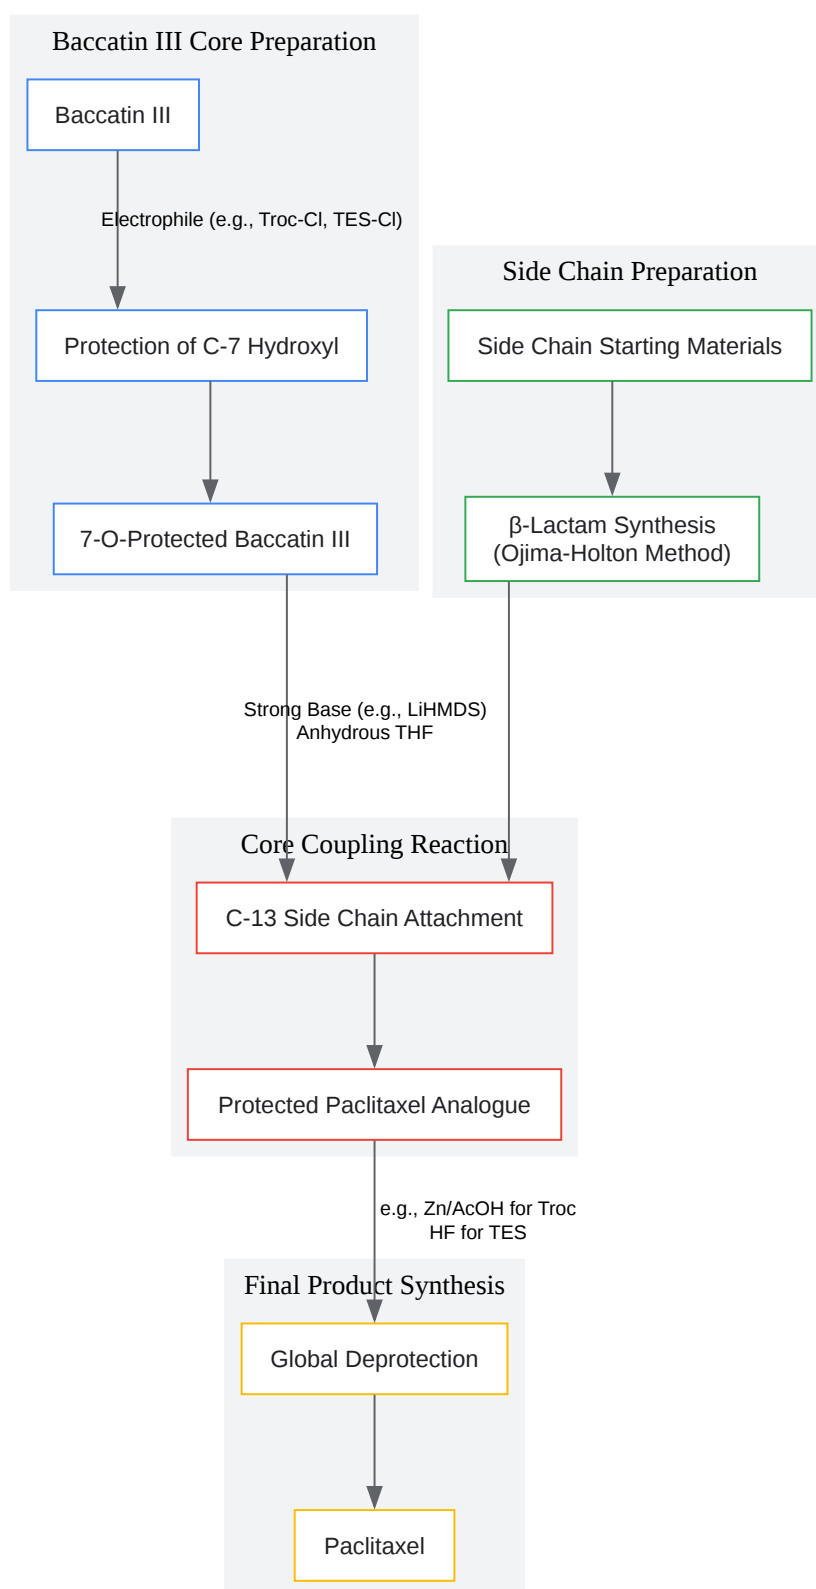 Baccatin III Core Preparation
Baccatin III
Electrophile (e.g., Troc-Cl, TES-Cl)
Protection of C-7 Hydroxyl
7-O-Protected Baccatin III
Side Chain Preparation
Side Chain Starting Materials
β-Lactam Synthesis
(Ojima-Holton Method)
Strong Base (e.g., LiHMDS)
Anhydrous THF
Core Coupling Reaction
C-13 Side Chain Attachment
Protected Paclitaxel Analogue
e.g., Zn/AcOH for Troc
HF for TES
Final Product Synthesis
Global Deprotection
Paclitaxel